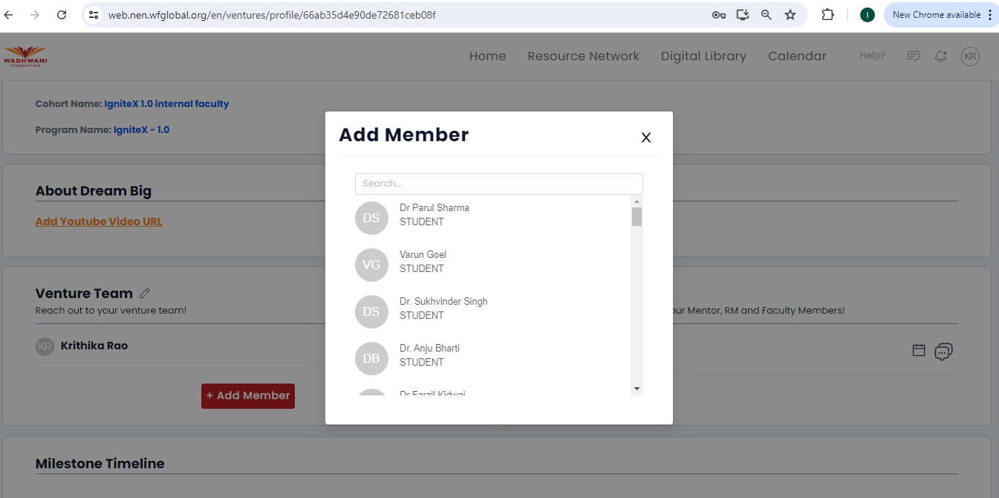 web.nen.wfglobal.org/en/ventures/profile/66ab35d4e90de72681ceb08f
I
New Chrome available
WADHWANI
FOUNDATION
Home
Resource Network
Digital Library
Calendar
Help?
KR
Cohort Name: IgniteX 1.0 internal faculty
Program Name: IgniteX - 1.0
About Dream Big
Add Youtube Video URL
Venture Team
Reach out to your venture team!
KR
Krithika Rao
+ Add Member
Mentor, RM and Faculty Members!
Milestone Timeline
Add Member
X
Search...
DS
Dr Parul Sharma
STUDENT
VG
Varun Goel
STUDENT
DS
Dr. Sukhvinder Singh
STUDENT
DB
Dr. Anju Bharti
STUDENT